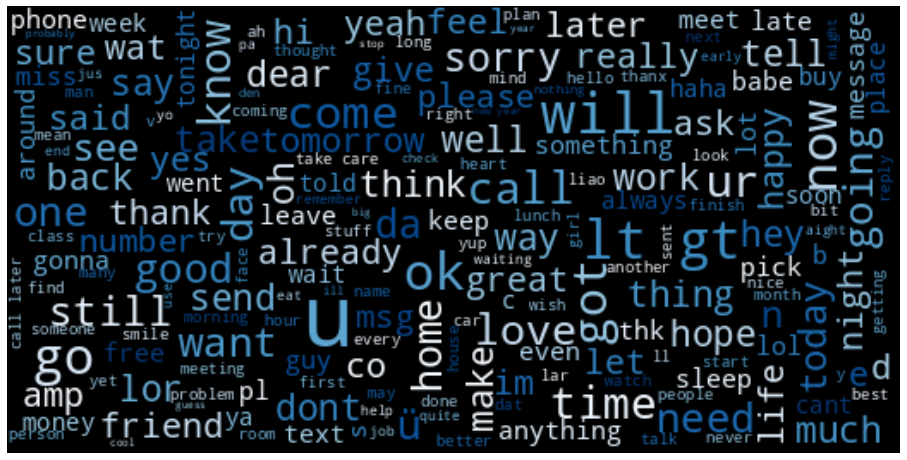 phone week
ah
hi
yeah feel
plan
year
later
meet late
next
might
probably
pa
thought
stop long
early
sure wat
tonight
know
sorry really tell
message
place
miss jus
dear give
mind
hello thanx
babe buy
man
den
fine
nothing
haha
say
coming
please
new year
around
said
v yo
come
right
will ask
lot
happy
now
going
mean
see yes
take tomorrow well something
look
end
back
went
oh
take care
check
heart
liao work ur
soon
reply
told
think call
always finish
bit
one thank
day
remember
leave
big
keep
lunch
girl
sent
class
number try
stuff
da
yup
way
lt gt hey
b
aight
gonna
already
waiting
another
pick
many
good
face
wait
ok great
got
nice
month
night
getting
find
use
send eat
ill
name
c wish
thing
call later
still
morning
hour
u msg
car
love
thk hope
n
today
someone
smile
every
home
house
even
lol
y
go free
want
guy
co
make
let ll
start
life
ed
meeting
first
may
im lar
watch
sleep
amp yet lor problem pl
done
time
people
need
cant
best
guess
dont
help
quite
dat
money friend ya
text
s job
ü
anything
never
much
person
cool
room
better
talk